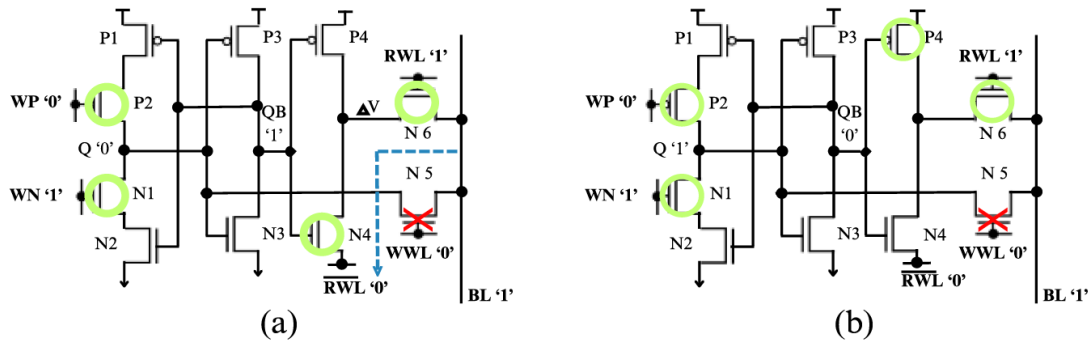 P1
P3
P4
RWL ‘1’
WP ‘0’
P2
ΔV
QB
N 6
Q ‘0’
‘1’
N 5
WN ‘1’
N1
N2
N3
N4
WWL ‘0’
RWL ‘0’
BL ‘1’
(a)
P1
P3
P4
RWL ‘1’
WP ‘0’
P2
QB
N 6
Q ‘1’
‘0’
N 5
WN ‘1’
N1
N2
N3
N4
WWL ‘0’
RWL ‘0’
BL ‘1’
(b)